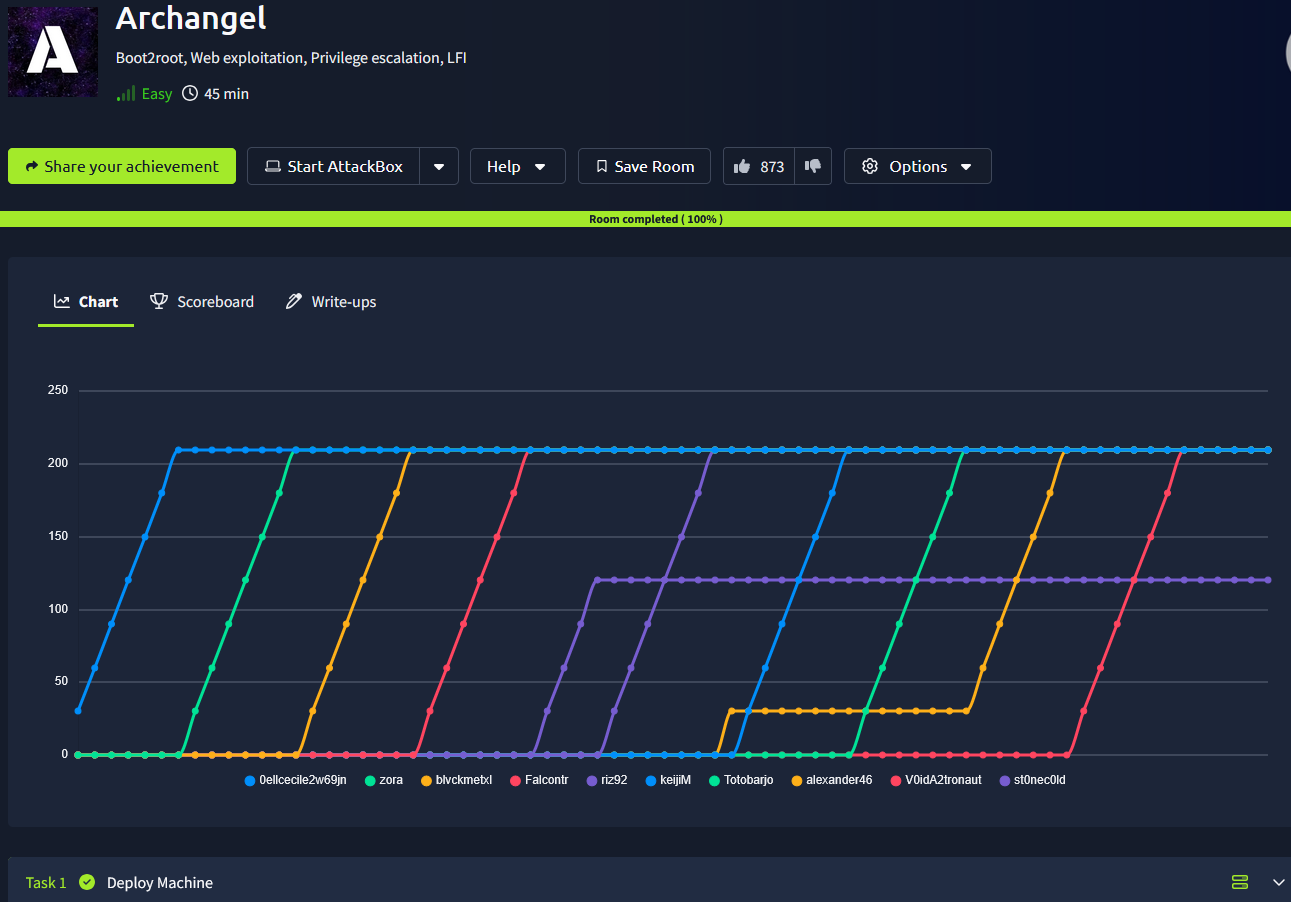 A
Archangel
Boot2root, Web exploitation, Privilege escalation, LFI
Easy 45 min
Share your achievement Start AttackBox Help Save Room 873 Options
Room completed ( 100% )
Chart Scoreboard Write-ups
250
200
150
100
50
0
0ellcecile2w69jn zora blvckmetxl Falcontr riz92 keijiM Totobarjo alexander46 V0idA2tronaut st0nec0ld
Task 1 Deploy Machine